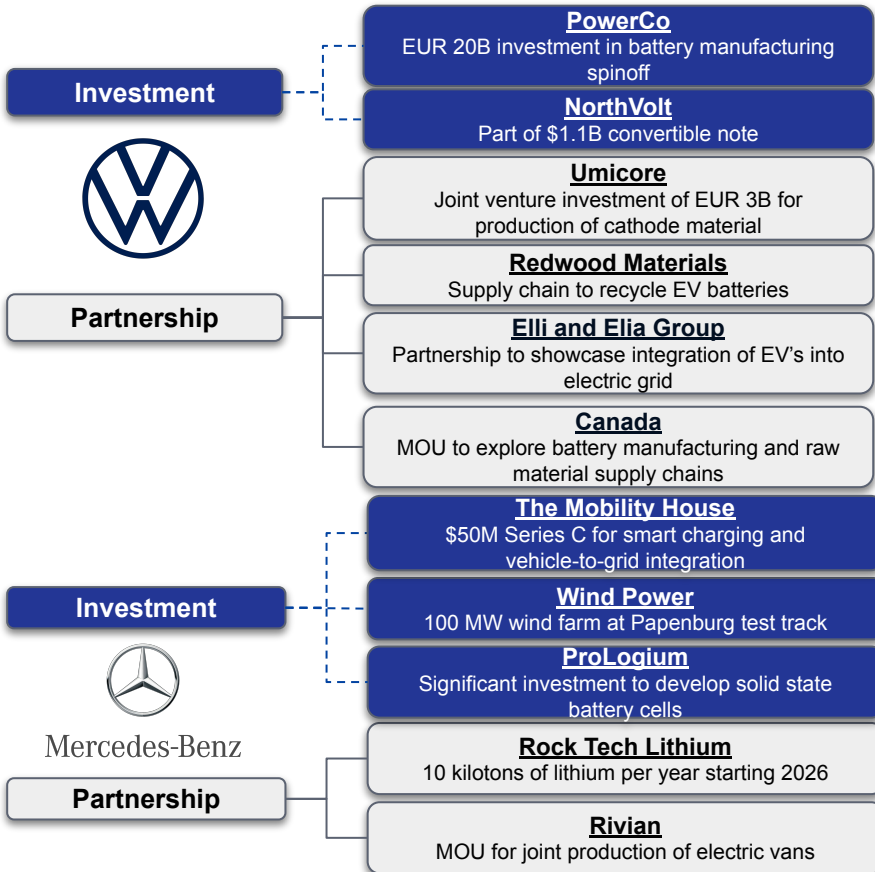 PowerCo
EUR 20B investment in battery manufacturing
spinoff
Investment
NorthVolt
Part of $1.1B convertible note
Umicore
Joint venture investment of EUR 3B for
production of cathode material
Redwood Materials
Supply chain to recycle EV batteries
Partnership
Elli and Elia Group
Partnership to showcase integration of EV's into
electric grid
Canada
MOU to explore battery manufacturing and raw
material supply chains
The Mobility House
$50M Series C for smart charging and
vehicle-to-grid integration
Investment
Wind Power
100 MW wind farm at Papenburg test track
ProLogium
Significant investment to develop solid state
battery cells
Mercedes-Benz
Rock Tech Lithium
10 kilotons of lithium per year starting 2026
Partnership
Rivian
MOU for joint production of electric vans